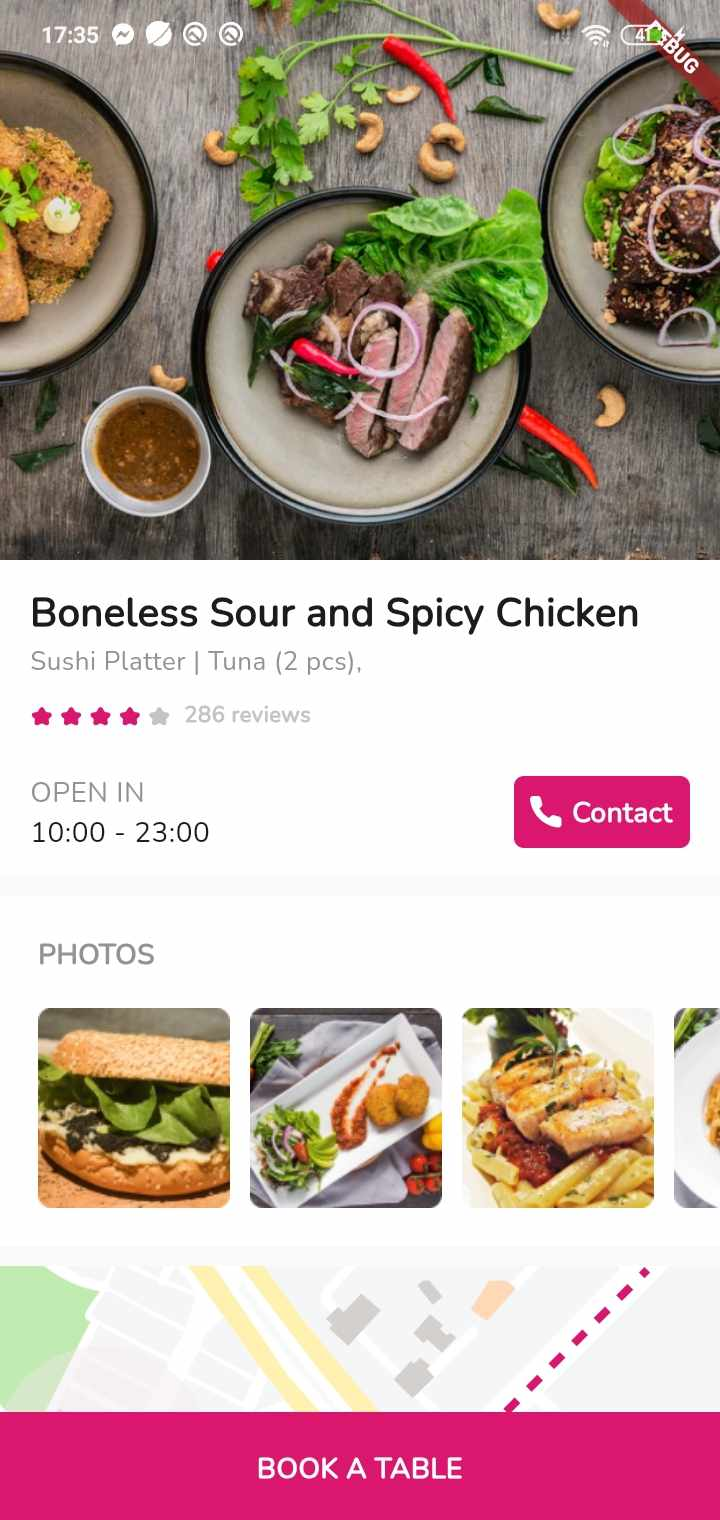 17:35
41
DEBUG
Boneless Sour and Spicy Chicken
Sushi Platter | Tuna (2 pcs),
286 reviews
OPEN IN
10:00 - 23:00
Contact
PHOTOS
BOOK A TABLE